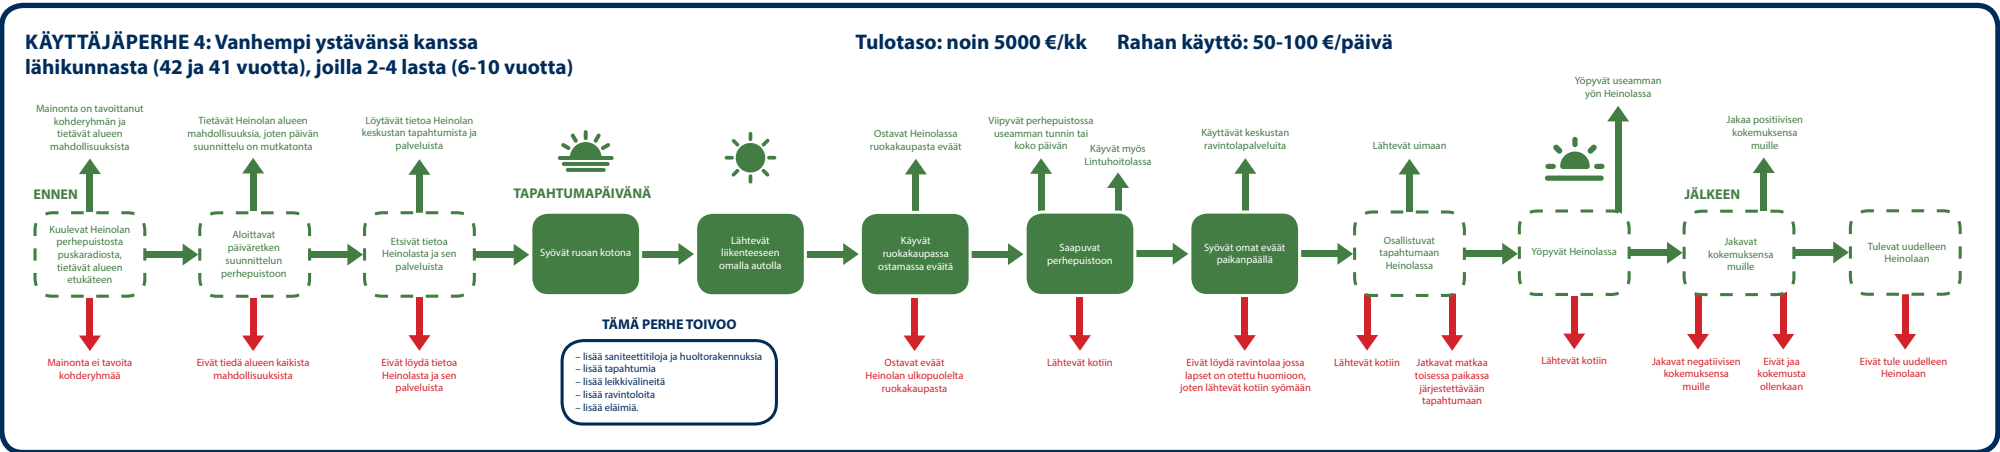 KÄYTTÄJÄPERHE 4: Vanhempi ystävänsä kanssa
lähikunnasta (42 ja 41 vuotta), joilla 2-4 lasta (6-10 vuotta)
Tulotaso: noin 5000 €/kk
Rahan käyttö: 50-100 €/päivä
Mainonta on tavoittanut
kohderyhmän ja
tietävät alueen
mahdollisuuksista
Tietävät Heinolan alueen
mahdollisuuksia, joten päivän
suunnittelu on mutkatonta
Löytävät tietoa Heinolan
keskustan tapahtumista ja
palveluista
Ostavat Heinolassa
ruokakaupasta eväät
Viipyvät perhepuistossa
useamman tunnin tai
koko päivän
Käyvät myös
Lintuhoitolassa
Käyttävät keskustan
ravintolapalveluita
Lähtevät uimaan
Yöpyvät useamman
yön Heinolassa
Jakaa positiivisen
kokemuksensa
muille
ENNEN
TAPAHTUMAPÄIVÄNÄ
JÄLKEEN
Kuulevat Heinolan
perhepuistosta
puskaradiosta,
tietävät alueen
etukäteen
Aloittavat
päiväretken
suunnittelun
perhepuistoon
Etsivät tietoa
Heinolasta ja sen
palveluista
Syövät ruoan kotona
Lähtevät
liikenteeseen
omalla autolla
Käyvät
ruokakaupassa
ostamassa eväitä
Saapuvat
perhepuistoon
Syövät omat eväät
paikanpäällä
Osallistuvat
tapahtumaan
Heinolassa
Yöpyvät Heinolassa
Jakavat
kokemuksensa
muille
Tulevat uudelleen
Heinolaan
Mainonta ei tavoita
kohderyhmää
Eivät tiedä alueen kaikista
mahdollisuuksista
Eivät löydä tietoa
Heinolasta ja sen
palveluista
TÄMÄ PERHE TOIVOO
– lisää saniteettitiloja ja huoltorakennuksia
– lisää tapahtumia
– lisää leikkivälineitä
– lisää ravintoloita
– lisää eläimiä.
Ostavat eväät
Heinolan ulkopuolelta
ruokakaupasta
Lähtevät kotiin
Eivät löydä ravintolaa jossa
lapset on otettu huomioon,
joten lähtevät kotiin syömään
Lähtevät kotiin
Jatkavat matkaa
toisessa paikassa
järjestettävään
tapahtumaan
Lähtevät kotiin
Jakavat negatiivisen
kokemuksensa
muille
Eivät jaa
kokemusta
ollenkaan
Eivät tule uudelleen
Heinolaan